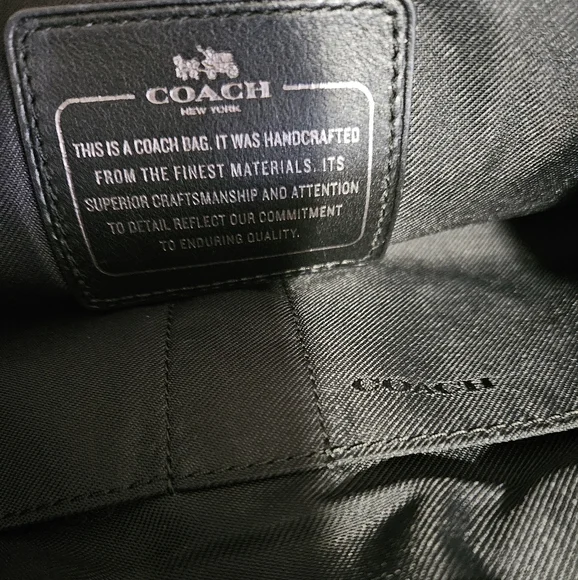 COACH
NEW YORK
THIS IS A COACH BAG. IT WAS HANDCRAFTED
FROM THE FINEST MATERIALS. ITS
SUPERIOR CRAFTSMANSHIP AND ATTENTION
TO DETAIL REFLECT OUR COMMITMENT
TO ENDURING QUALITY.
COACH